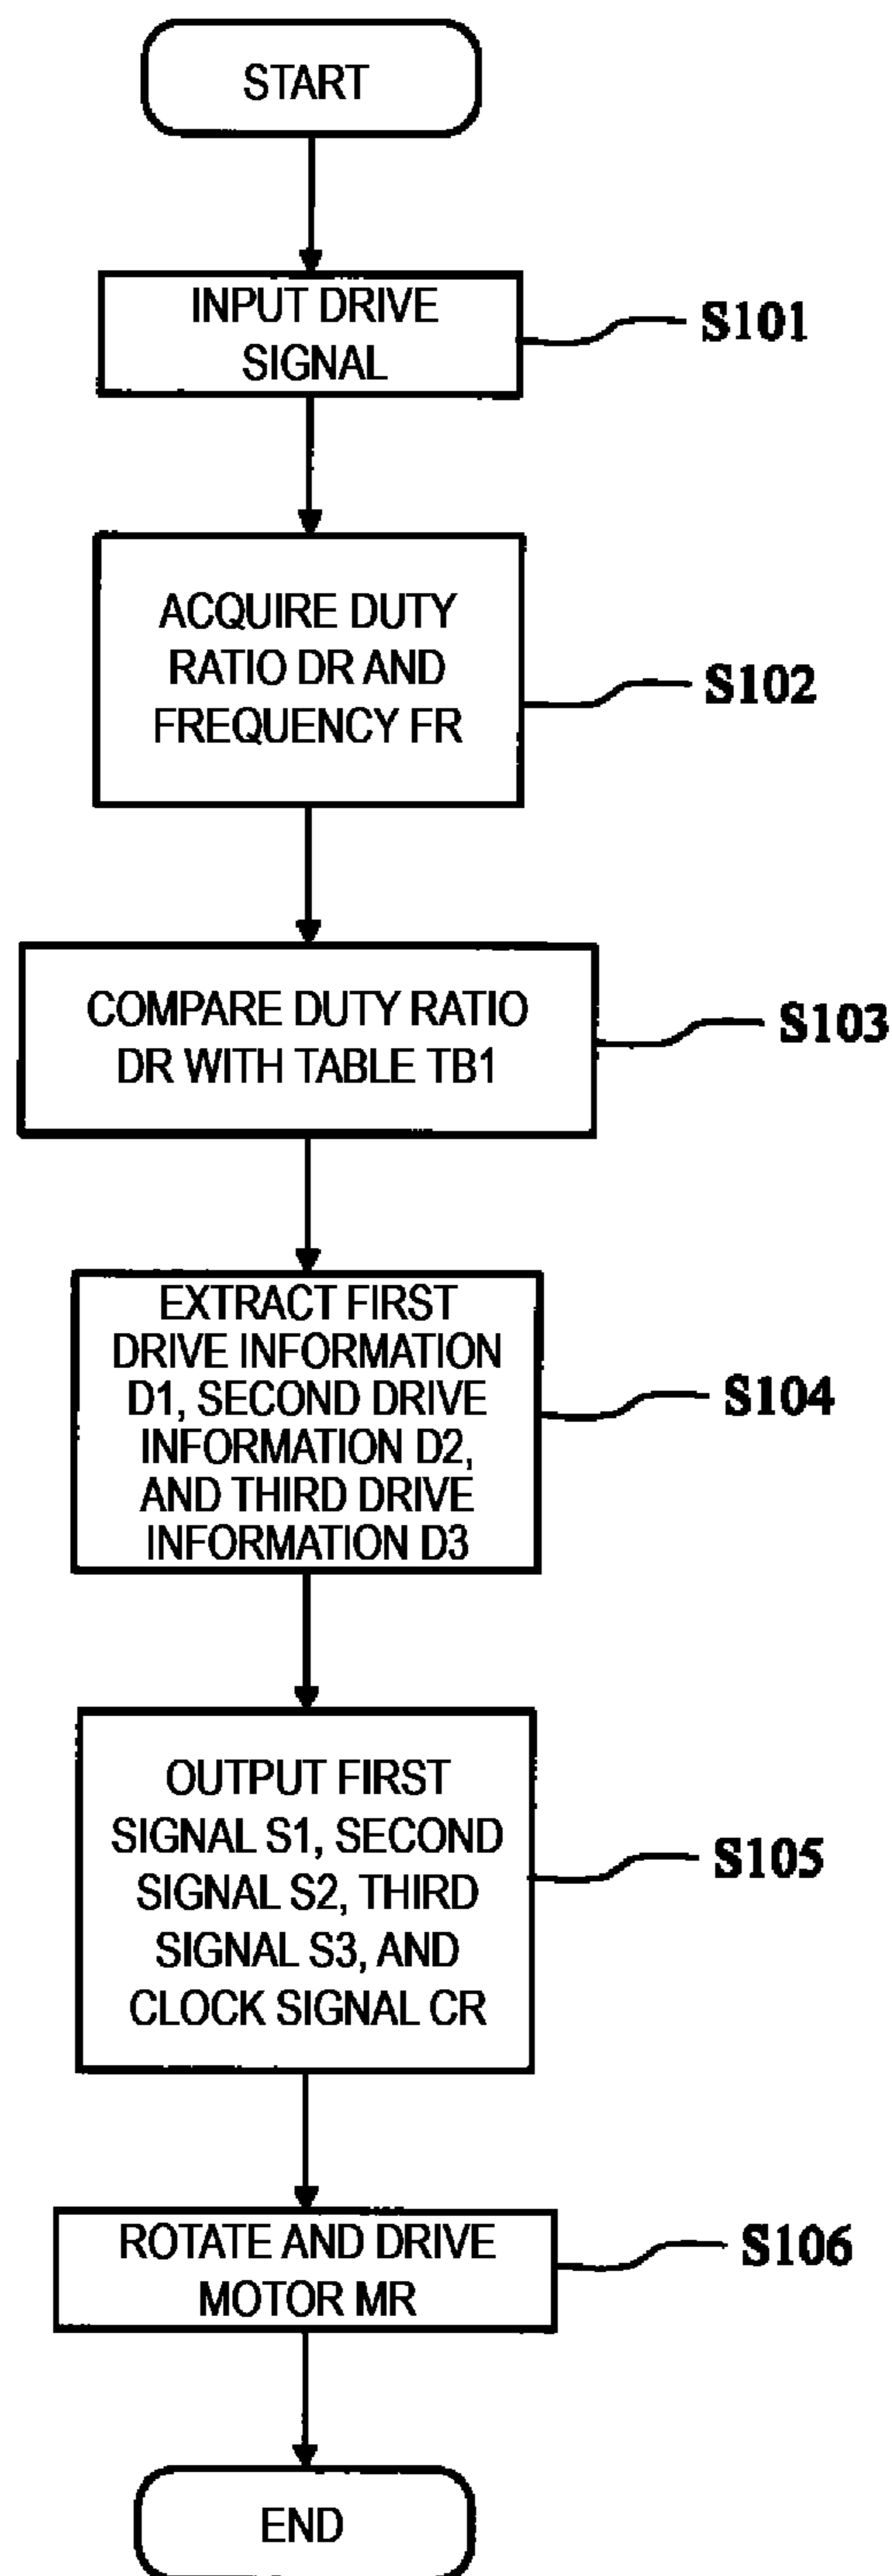 START
INPUT DRIVE
SIGNAL
S101
ACQUIRE DUTY
RATIO DR AND
FREQUENCY FR
S102
COMPARE DUTY RATIO
DR WITH TABLE TB1
S103
EXTRACT FIRST
DRIVE INFORMATION
D1, SECOND DRIVE
INFORMATION D2,
AND THIRD DRIVE
INFORMATION D3
S104
OUTPUT FIRST
SIGNAL S1, SECOND
SIGNAL S2, THIRD
SIGNAL S3, AND
CLOCK SIGNAL CR
S105
ROTATE AND DRIVE
MOTOR MR
S106
END